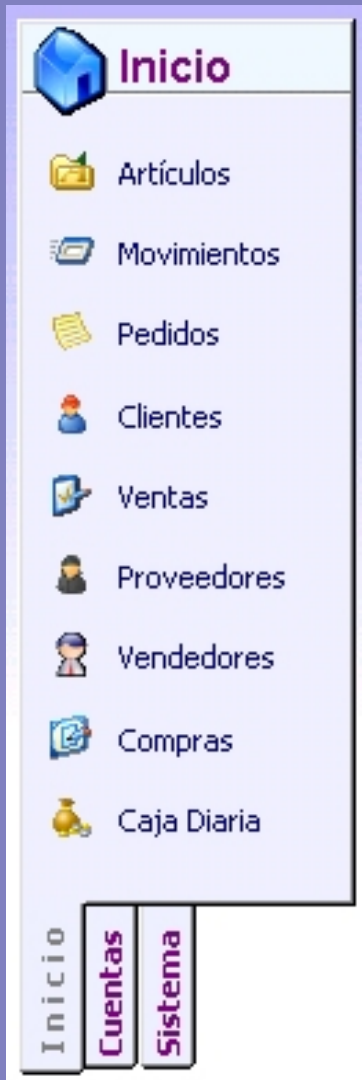 Inicio
Artículos
Movimientos
Pedidos
Clientes
Ventas
Proveedores
Vendedores
Compras
Caja Diaria
Inicio
Cuentas
Sistema